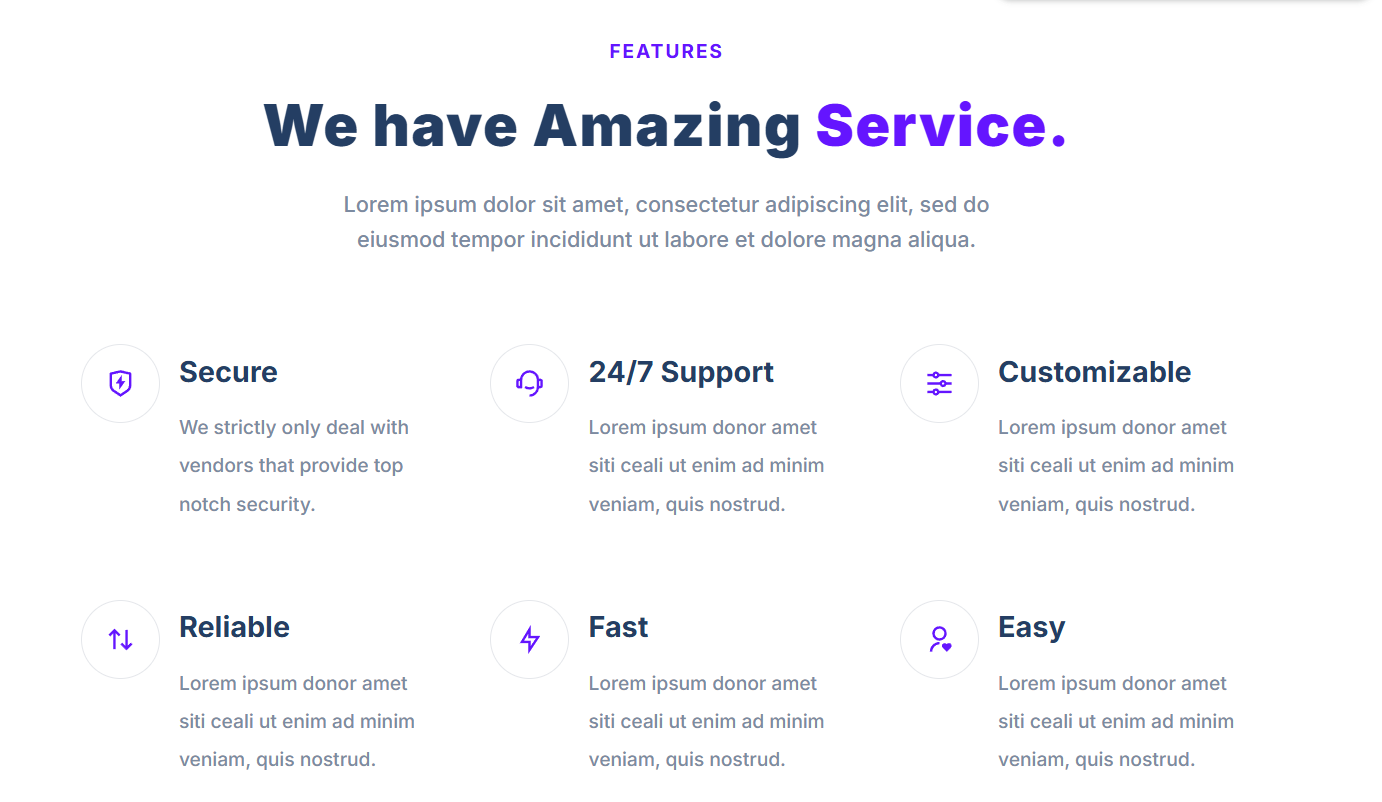 FEATURES
We have Amazing Service.
Lorem ipsum dolor sit amet, consectetur adipiscing elit, sed do
eiusmod tempor incididunt ut labore et dolore magna aliqua.
Secure
We strictly only deal with
vendors that provide top
notch security.
24/7 Support
Lorem ipsum donor amet
siti ceali ut enim ad minim
veniam, quis nostrud.
Customizable
Lorem ipsum donor amet
siti ceali ut enim ad minim
veniam, quis nostrud.
Reliable
Lorem ipsum donor amet
siti ceali ut enim ad minim
veniam, quis nostrud.
Fast
Lorem ipsum donor amet
siti ceali ut enim ad minim
veniam, quis nostrud.
Easy
Lorem ipsum donor amet
siti ceali ut enim ad minim
veniam, quis nostrud.